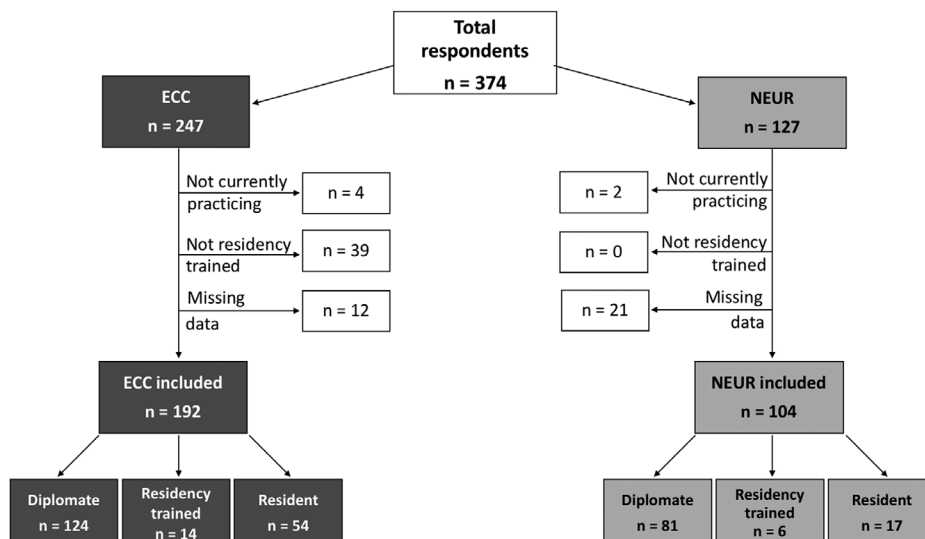 Total
respondents
n = 374
ECC
n = 247
NEUR
n = 127
Not currently
practicing
n = 4
Not residency
trained
n = 39
Missing
data
n = 12
n = 2
Not currently
practicing
n = 0
Not residency
trained
n = 21
Missing
data
ECC included
n = 192
NEUR included
n = 104
Diplomate
n = 124
Residency
trained
n = 14
Resident
n = 54
Diplomate
n = 81
Residency
trained
n = 6
Resident
n = 17